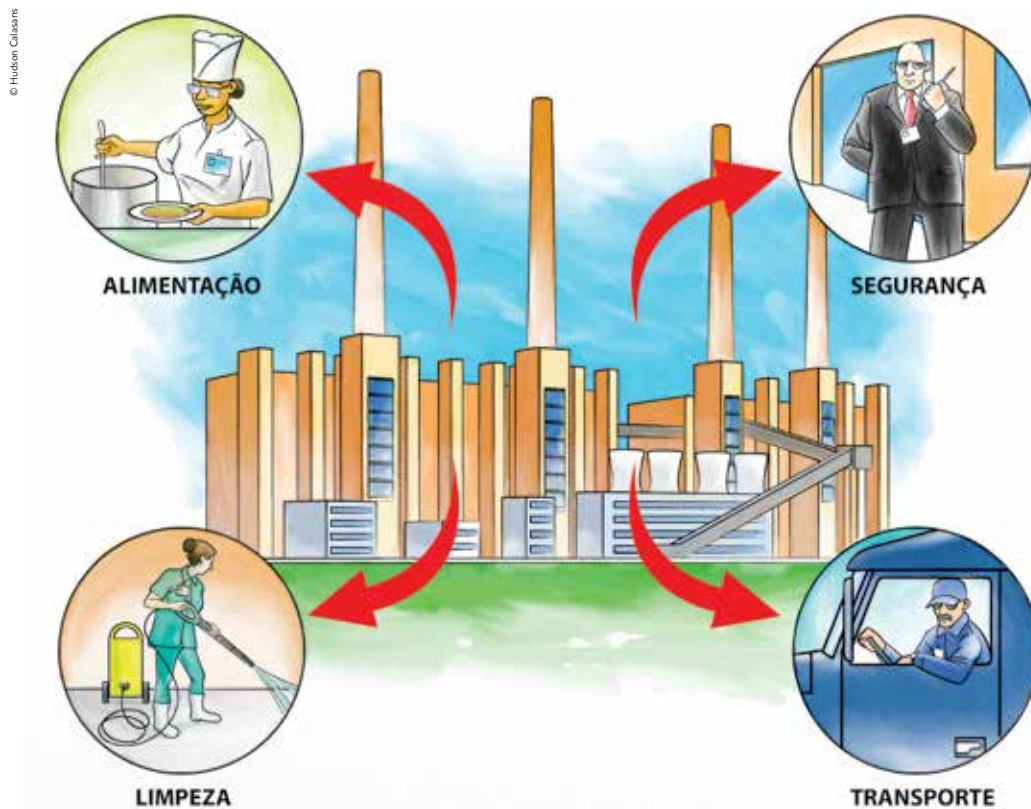 © Hudson Calasans
ALIMENTAÇÃO
SEGURANÇA
LIMPEZA
TRANSPORTE